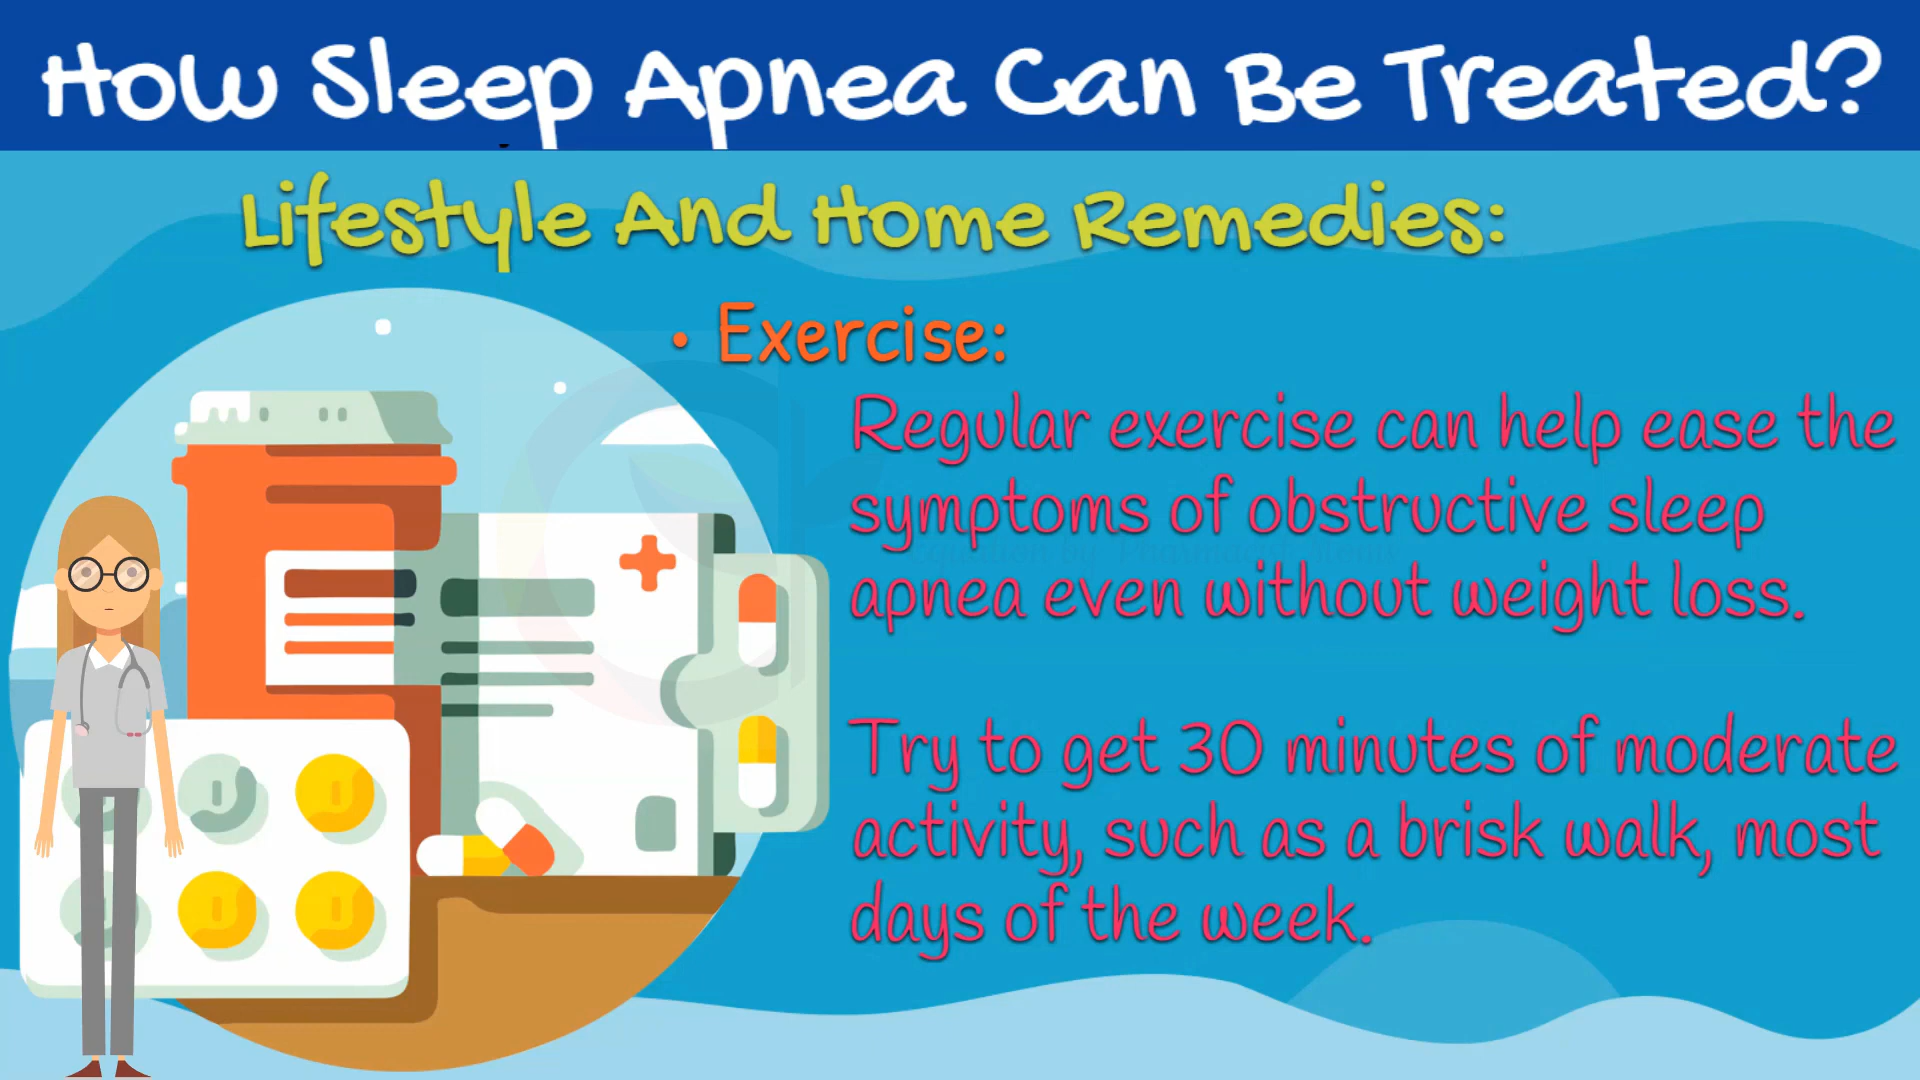 How Sleep Apnea Can Be Treated?
Lifestyle And Home Remedies:
• Exercise:
Regular exercise can help ease the
symptoms of obstructive sleep
apnea even without weight loss.
Try to get 30 minutes of moderate
activity, such as a brisk walk, most
days of the week.